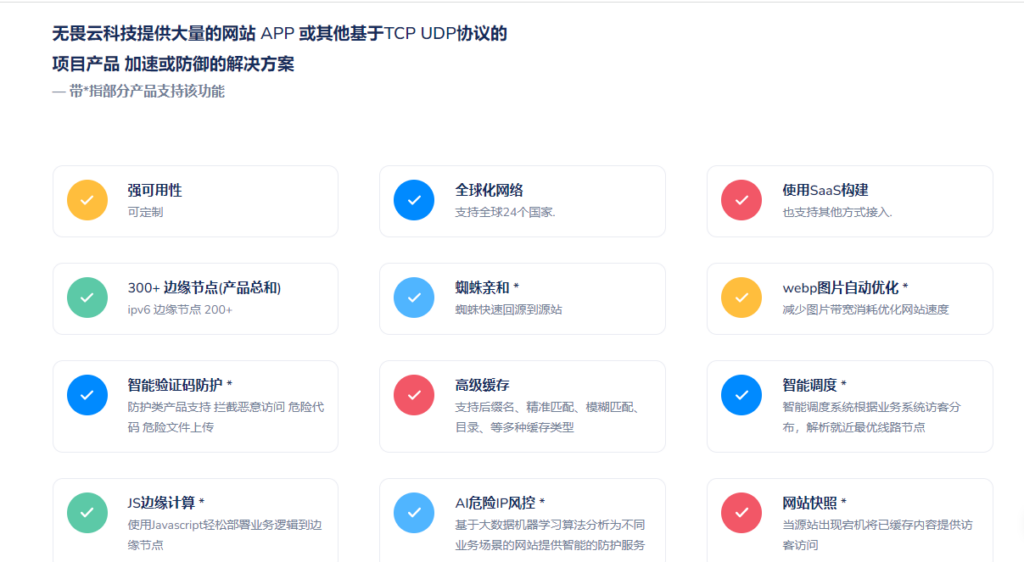 无畏云科技提供大量的网站 APP 或其他基于TCP UDP协议的
项目产品 加速或防御的解决方案
— 带*指部分产品支持该功能
强可用性
可定制
全球化网络
支持全球24个国家.
使用SaaS构建
也支持其他方式接入.
300+ 边缘节点(产品总和)
ipv6 边缘节点 200+
蜘蛛亲和 *
蜘蛛快速回源到源站
webp图片自动优化 *
减少图片带宽消耗优化网站速度
智能验证码防护 *
防护类产品支持 拦截恶意访问 危险代
码 危险文件上传
高级缓存
支持后缀名、精准匹配、模糊匹配、
目录、等多种缓存类型
智能调度 *
智能调度系统根据业务系统访客分
布，解析就近最优线路节点
JS边缘计算 *
使用Javascript轻松部署业务逻辑到边
缘节点
AI危险IP风控 *
基于大数据机器学习算法分析为不同
业务场景的网站提供智能的防护服务
网站快照 *
当源站出现宕机将已缓存内容提供访
客访问